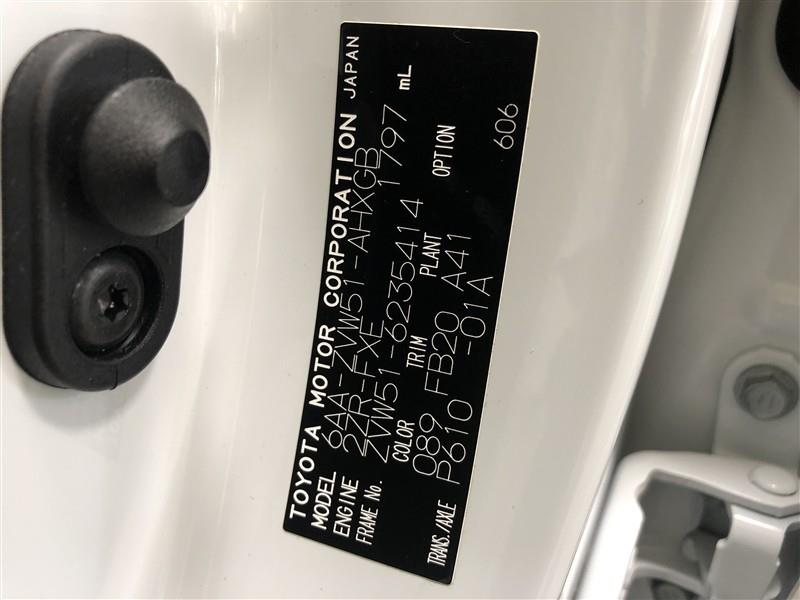 TOYOTA MOTOR CORPORATION JAPAN
MODEL 6AA-ZVW51-AHXGB
ENGINE 2ZR-FXE 1797 mL
FRAME No. ZVW51-6235414
COLOR TRIM PLANT OPTION
089 FB20 A41
TRANS./AXLE P610 -01A 606